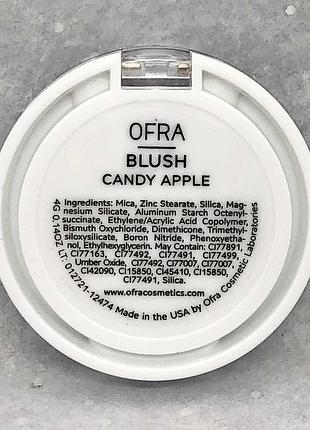 OFRA
BLUSH
CANDY APPLE
Ingredients: Mica, Zinc Stearate, Silica, Mag-
nesium Silicate, Aluminum Starch Octenyl-
succinate, Ethylene/Acrylic Acid Copolymer,
Bismuth Oxychloride, Dimethicone, Trimethyl-
siloxysilicate, Boron Nitride, Phenoxyetha-
nol, Ethylhexyglycerin. May Contain: CI77891,
CI77163, CI77492, CI77491, CI77499,
Umber Oxide, CI77492, CI77007, CI77007,
CI42090, CI15850, CI45410, CI15850,
CI77491, Silica.
www.ofracosmetics.com
4G 0,14OZ LT: 012721-12474 Made in the USA by Ofra Cosmetic Laboratories